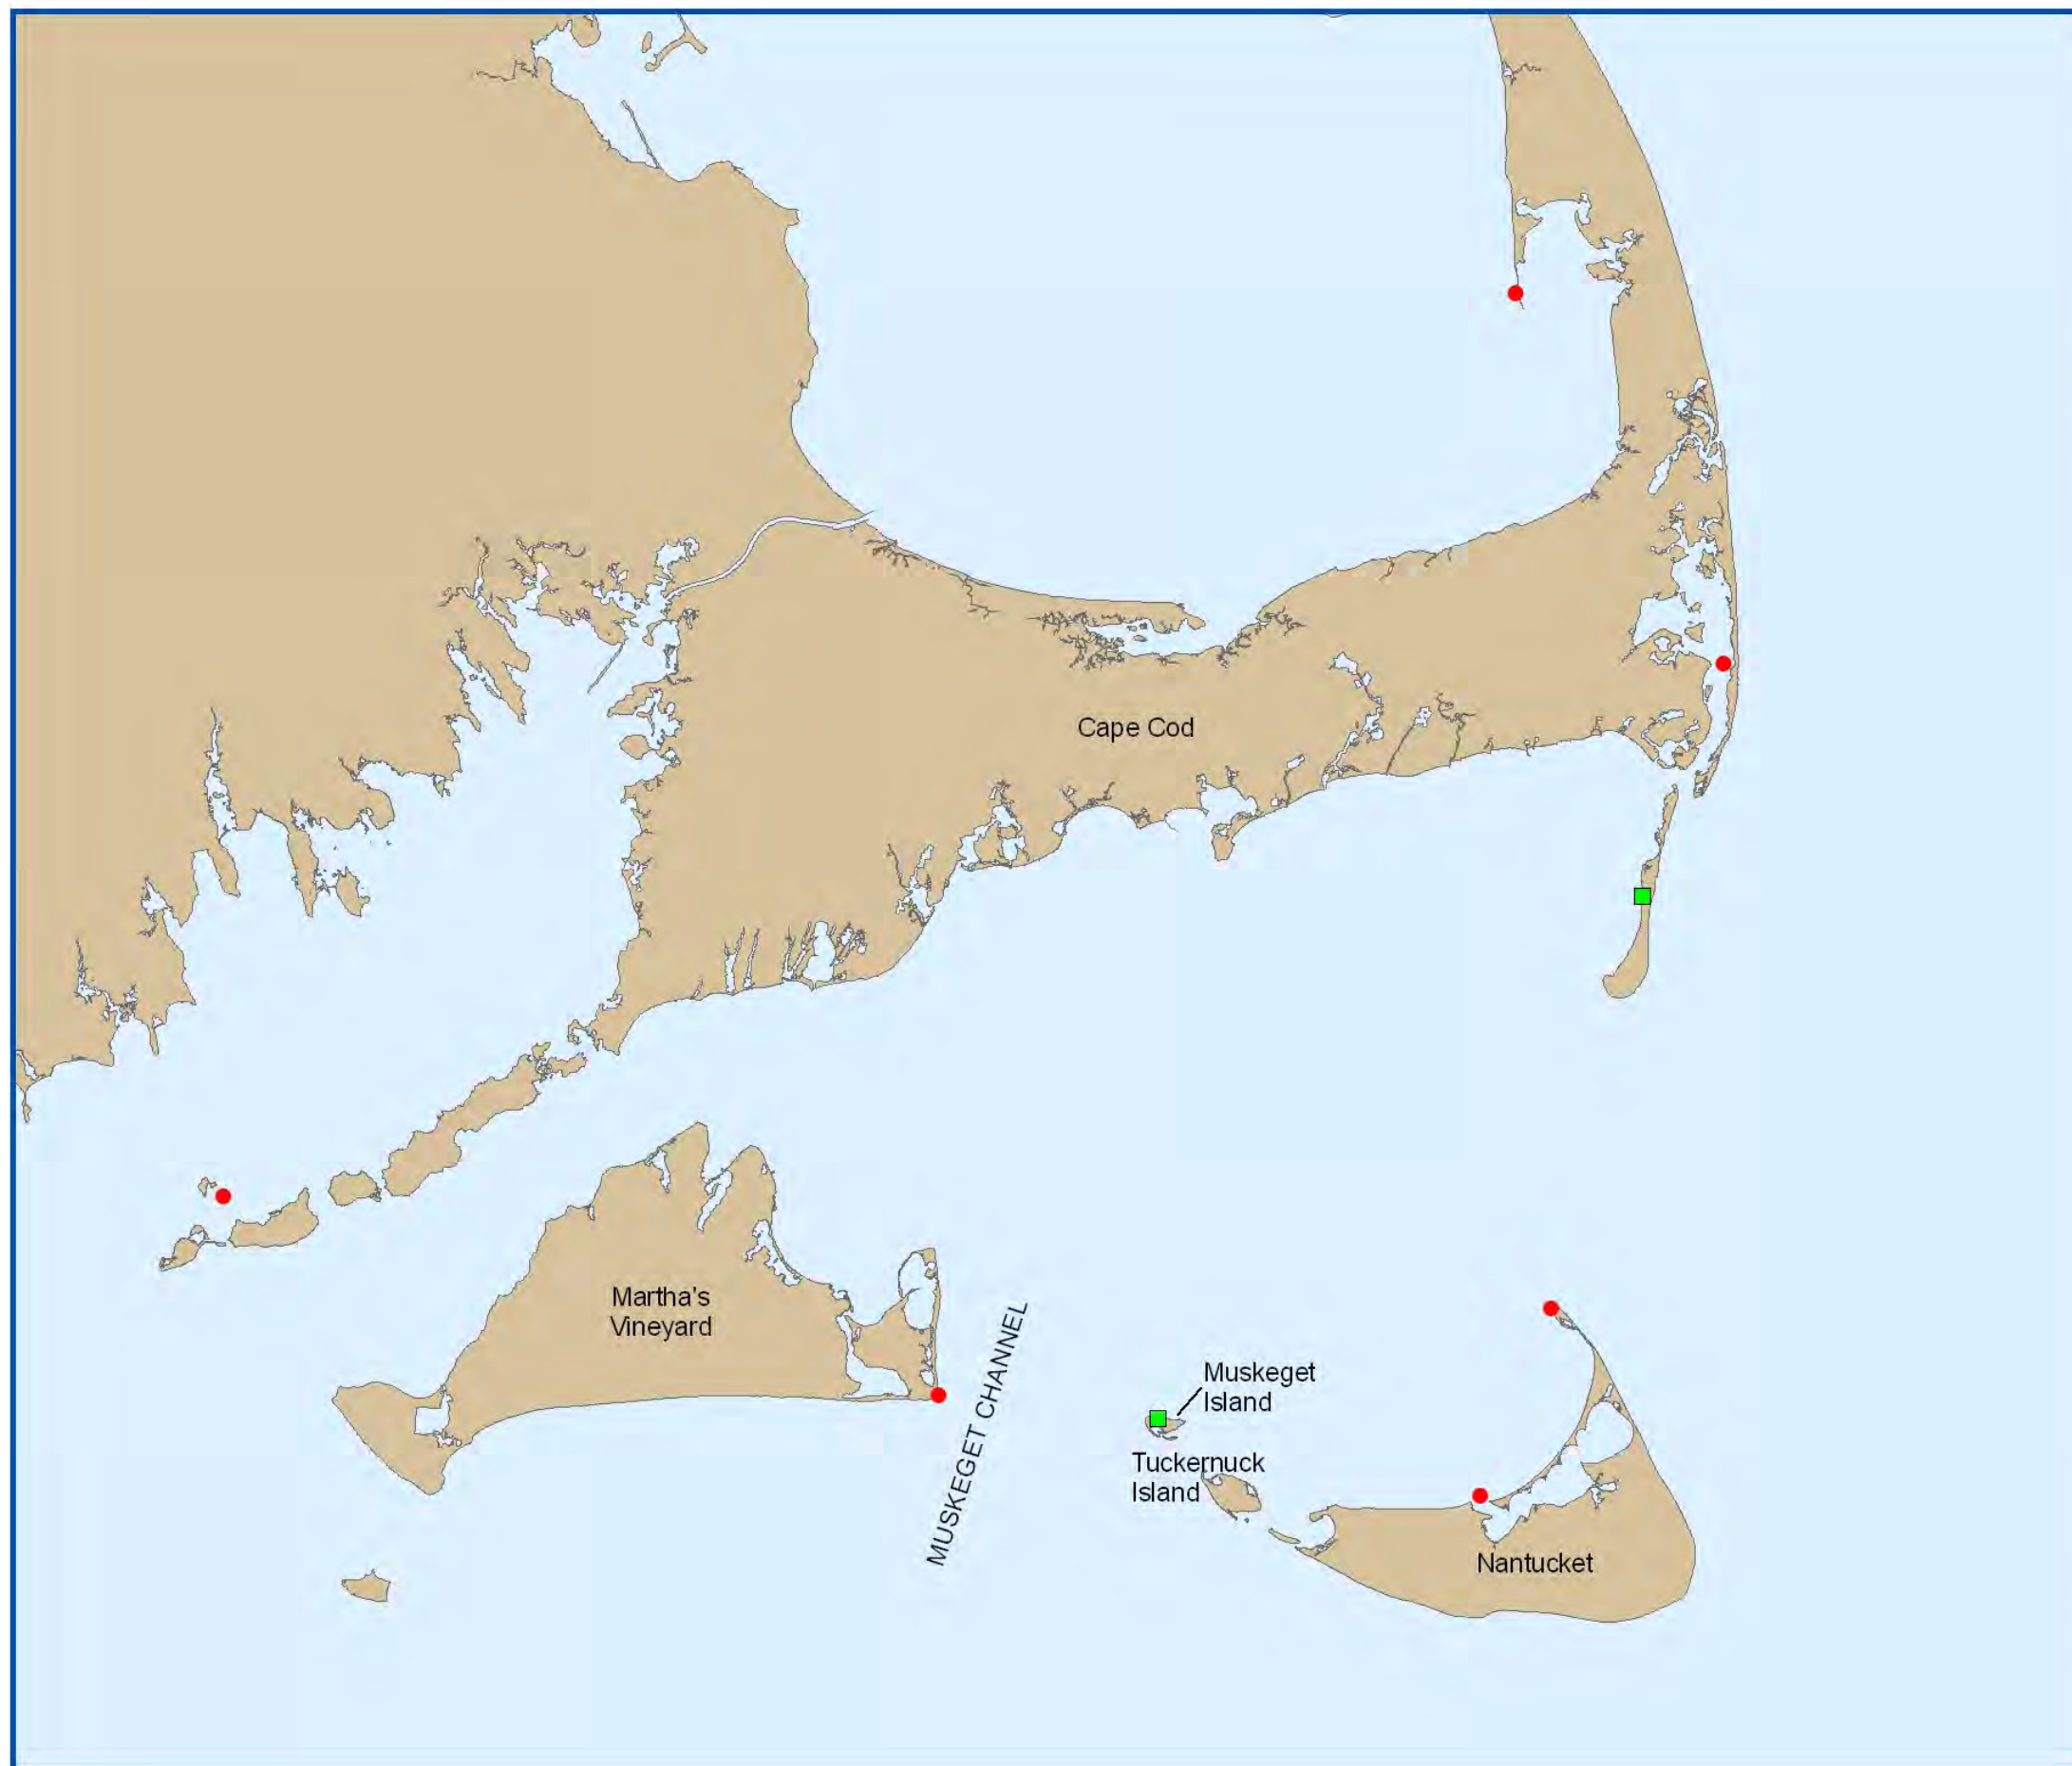 Cape Cod
Martha's
Vineyard
MUSKEGET CHANNEL
Muskeget
Island
Tuckernuck
Island
Nantucket